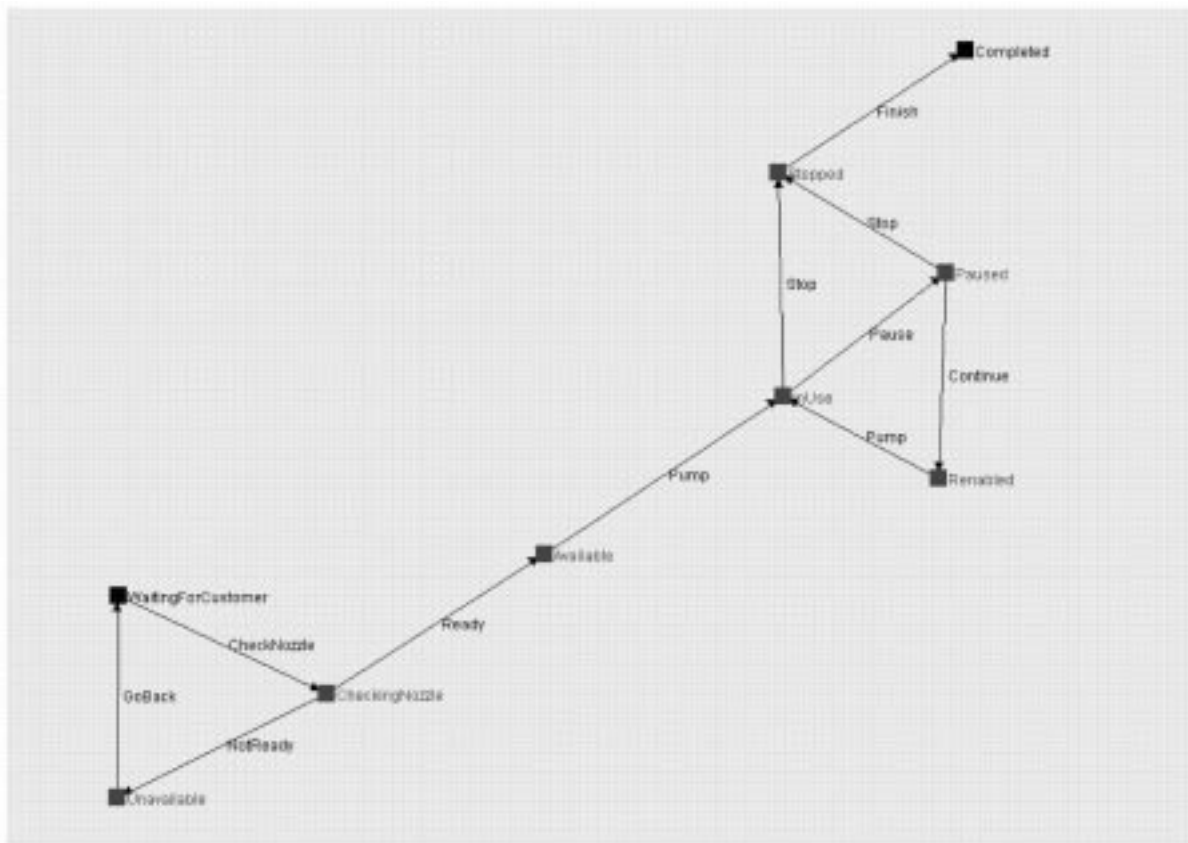 Completed
Finish
Stopped
Stop
Paused
Stop
Pause
Continue
InUse
Pump
Pump
Renabled
Available
WaitingForCustomer
Ready
CheckNozzle
GoBack
CheckingNozzle
NotReady
Unavailable